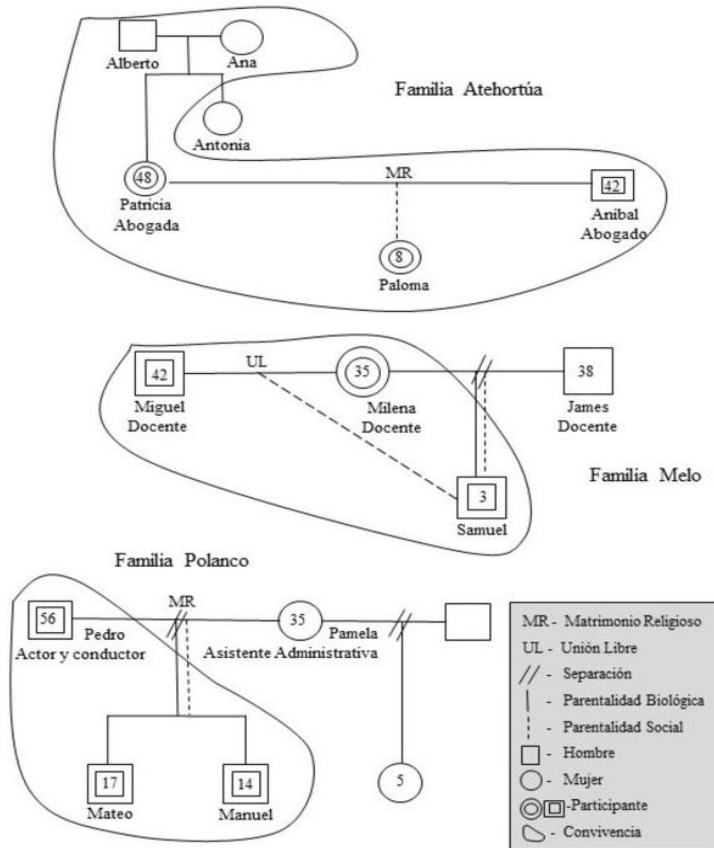 Alberto
Ana
Familia Atehortúa
Antonia
48
MR
42
Patricia
Abogada
Anibal
Abogado
8
Paloma
UL
42
35
38
Miguel
Docente
Milena
Docente
James
Docente
Familia Melo
3
Samuel
Familia Polanco
MR
56
35
Pedro
Actor y conductor
Pamela
Asistente Administrativa
17
14
5
Mateo
Manuel
MR - Matrimonio Religioso
UL - Unión Libre
- Separación
- Parentalidad Biológica
- Parentalidad Social
- Hombre
- Mujer
-Participante
- Convivencia